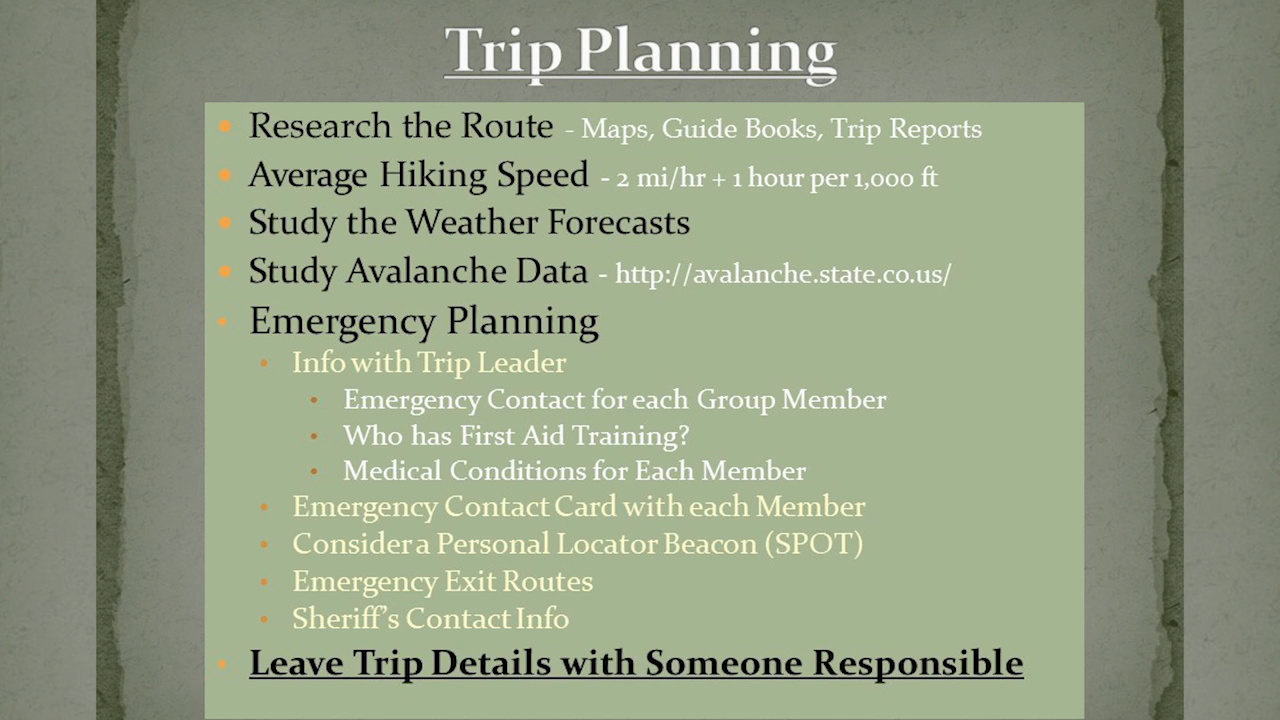 Trip Planning
Research the Route - Maps, Guide Books, Trip Reports
Average Hiking Speed - 2 mi/hr + 1 hour per 1,000 ft
Study the Weather Forecasts
Study Avalanche Data - http://avalanche.state.co.us/
Emergency Planning
Info with Trip Leader
Emergency Contact for each Group Member
Who has First Aid Training?
Medical Conditions for Each Member
Emergency Contact Card with each Member
Consider a Personal Locator Beacon (SPOT)
Emergency Exit Routes
Sheriff’s Contact Info
Leave Trip Details with Someone Responsible